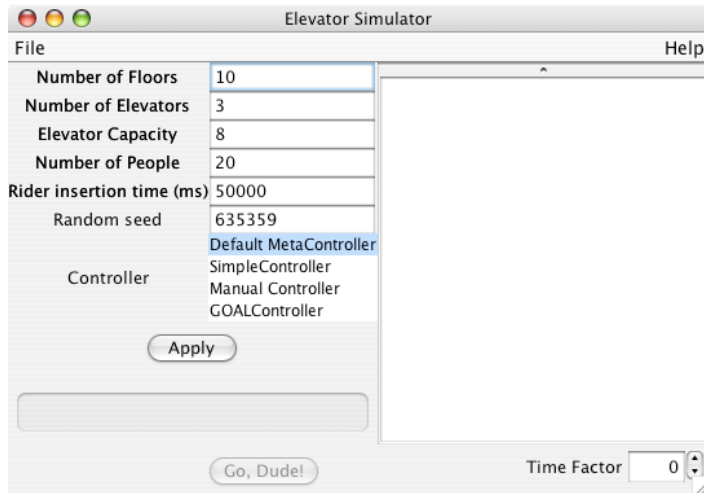 Elevator Simulator
File Help
Number of Floors 10
Number of Elevators 3
Elevator Capacity 8
Number of People 20
Rider insertion time (ms) 50000
Random seed 635359
Controller
Default MetaController
SimpleController
Manual Controller
GOALController
Apply
Go, Dude!
Time Factor 0